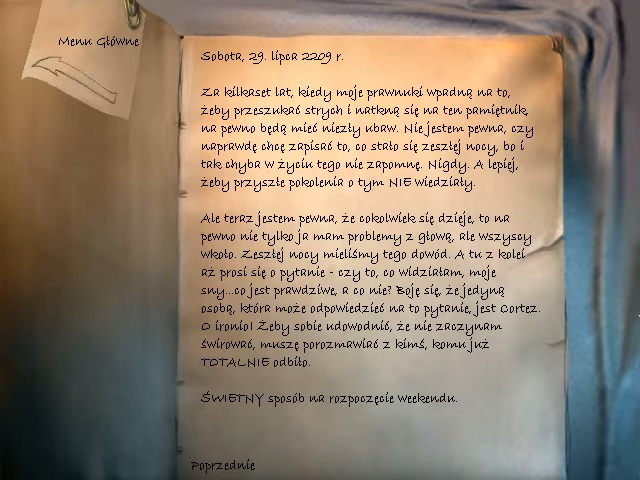 Menu Główne
Sobota, 29. lipca 2209 r.
Za kilkaset lat, kiedy moje prawnuki wpadną na to,
żeby przeszukać strych i natkną się na ten pamiętnik,
na pewno będą mieć niezły ubaw. Nie jestem pewna, czy
naprawdę chcę zapisać to, co stało się zeszłej nocy, bo i
tak chyba w życiu tego nie zapomnę. Nigdy. A lepiej,
żeby przyszłe pokolenia o tym NIE wiedziały.
Ale teraz jestem pewna, że cokolwiek się dzieje, to na
pewno nie tylko ja mam problemy z głową, ale wszyscy
wkoło. Zeszłej nocy mieliśmy tego dowód. A tu z kolei
aż prosi się o pytanie - czy to, co widziałam, moje
sny...co jest prawdziwe, a co nie? Boję się, że jedyną
osobą, która może odpowiedzieć na to pytanie, jest Cortez.
O ironio! Żeby sobie udowodnić, że nie zaczynam
świrować, muszę porozmawiać z kimś, komu już
TOTALNIE odbiło.
ŚWIETNY sposób na rozpoczęcie weekendu.
Poprzednie